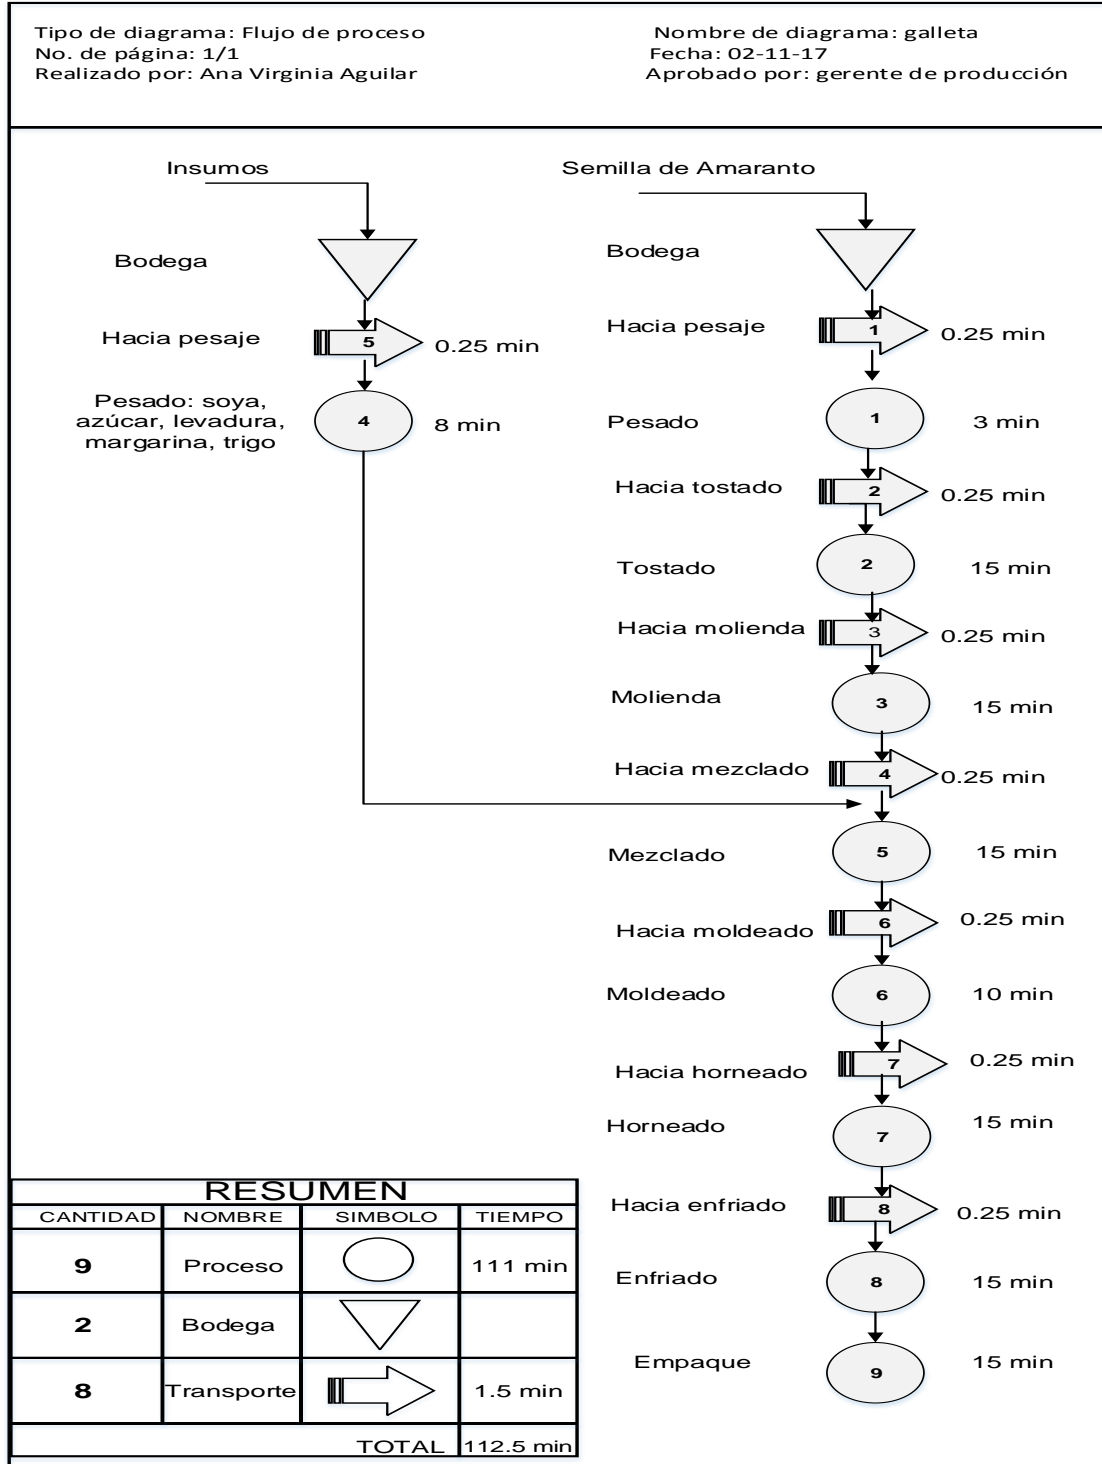 Tipo de diagrama: Flujo de proceso
No. de página: 1/1
Realizado por: Ana Virginia Aguilar
Nombre de diagrama: galleta
Fecha: 02-11-17
Aprobado por: gerente de producción
Insumos
Bodega
Hacia pesaje
5
0.25 min
Pesado: soya,
azúcar, levadura,
margarina, trigo
4
8 min
Semilla de Amaranto
Bodega
Hacia pesaje
1
0.25 min
Pesado
1
3 min
Hacia tostado
2
0.25 min
Tostado
2
15 min
Hacia molienda
3
0.25 min
Molienda
3
15 min
Hacia mezclado
4
0.25 min
Mezclado
5
15 min
Hacia moldeado
6
0.25 min
Moldeado
6
10 min
Hacia horneado
7
0.25 min
Horneado
7
15 min
Hacia enfriado
8
0.25 min
Enfriado
8
15 min
Empaque
9
15 min
RESUMEN
CANTIDAD NOMBRE SIMBOLO TIEMPO
9 Proceso 111 min
2 Bodega
8 Transporte 1.5 min
TOTAL 112.5 min